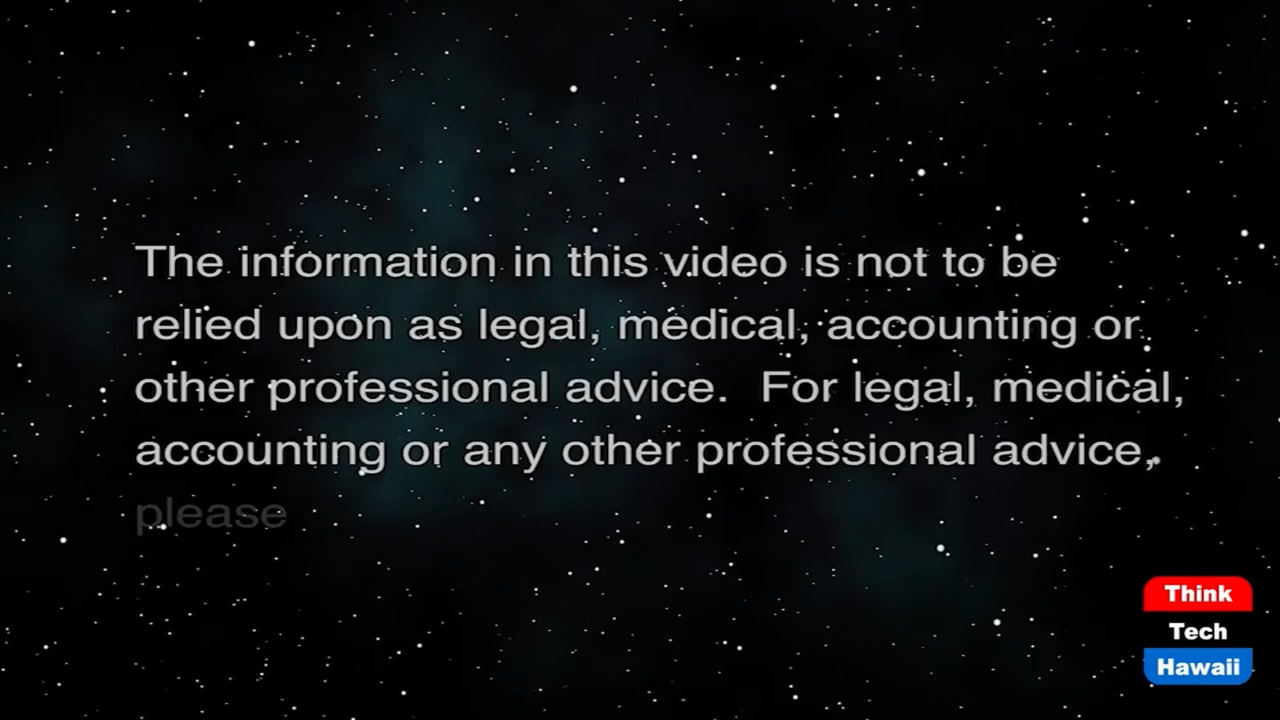 The information in this video is not to be
relied upon as legal, medical, accounting or
other professional advice.  For legal, medical,
accounting or any other professional advice,
please
Think
Tech
Hawaii